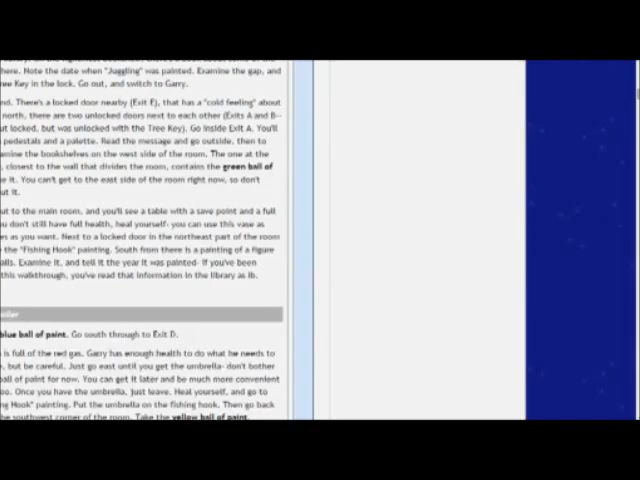 here. Note the date when "Juggling" was painted. Examine the gap, and
ree Key in the lock. Go out, and switch to Garry.
nd. There's a locked door nearby (Exit E), that has a "cold feeling" about
north, there are two unlocked doors next to each other (Exits A and B--
ut locked, but was unlocked with the Tree Key). Go inside Exit A. You'll
pedestals and a palette. Read the message and go outside, then to
amine the bookshelves on the west side of the room. The one at the
, closest to the wall that divides the room, contains the green ball of
e it. You can't get to the east side of the room right now, so don't
ut it.
ut to the main room, and you'll see a table with a save point and a full
ou don't still have full health, heal yourself- you can use this vase as
es as you want. Next to a locked door in the northeast part of the room
the "Fishing Hook" painting. South from there is a painting of a figure
alls. Examine it, and tell it the year it was painted- if you've been
this walkthrough, you've read that information in the library as Ib.
oiler
blue ball of paint. Go south through to Exit D.
is full of the red gas. Garry has enough health to do what he needs to
e, but be careful. Just go east until you get the umbrella- don't bother
ball of paint for now. You can get it later and be much more convenient
oo. Once you have the umbrella, just leave. Heal yourself, and go to
ng Hook" painting. Put the umbrella on the fishing hook. Then go back
he southwest corner of the room. Take the yellow ball of paint.